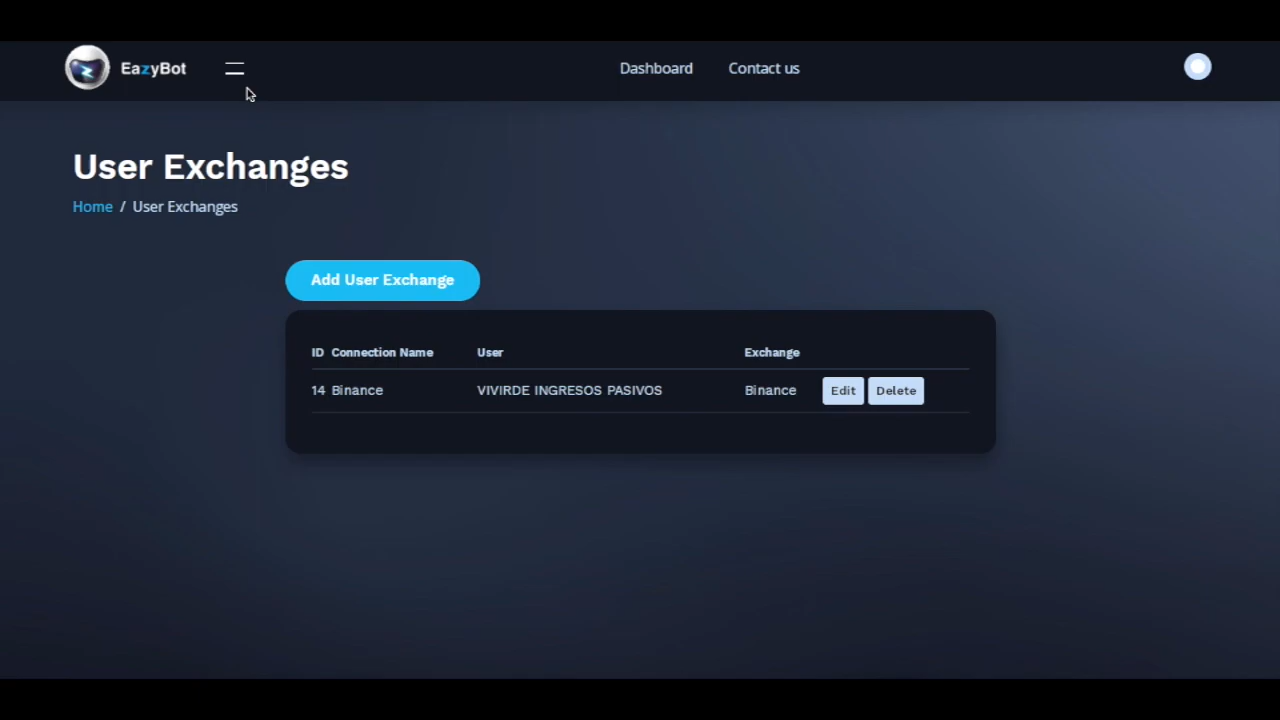 EazyBot
Dashboard
Contact us
User Exchanges
Home / User Exchanges
Add User Exchange
ID Connection Name User Exchange
14 Binance VIVIRDE INGRESOS PASIVOS Binance Edit Delete